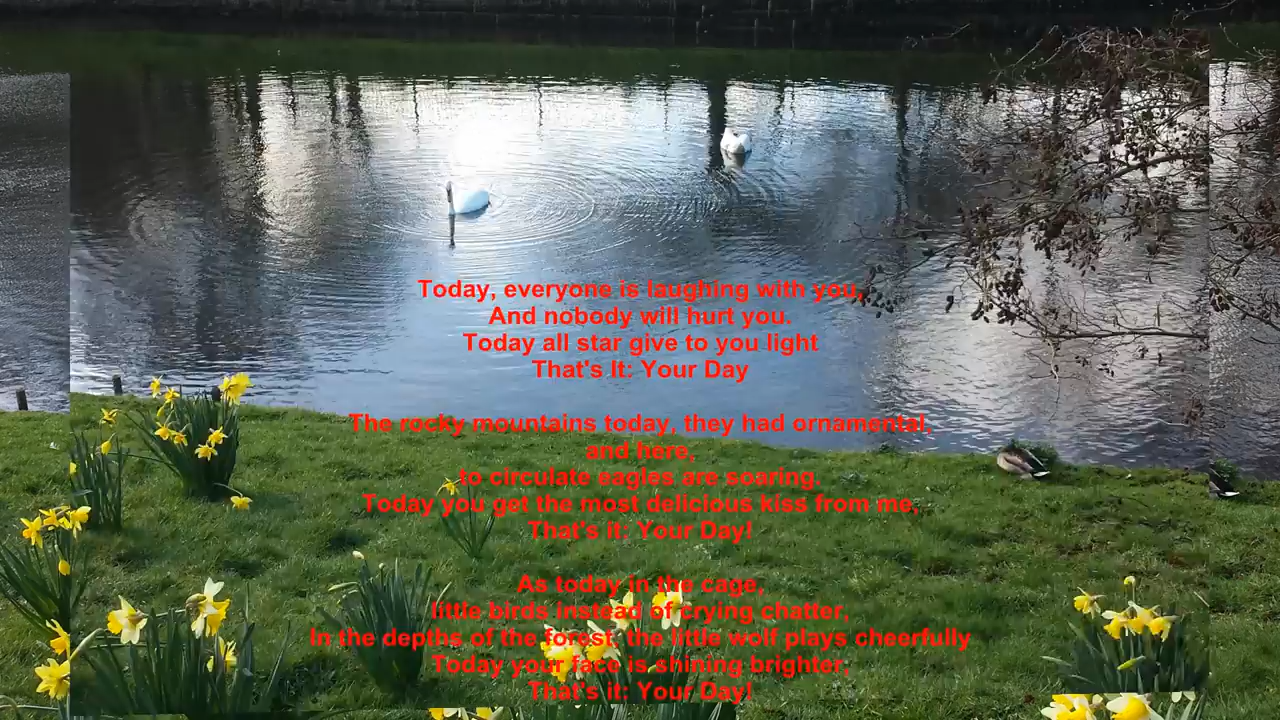 Today, everyone is laughing with you,
And nobody will hurt you.
Today all star give to you light
That's It: Your Day
The rocky mountains today, they had ornamental,
and here,
to circulate eagles are soaring.
Today you get the most delicious kiss from me,
That's it: Your Day!
As today in the cage,
little birds instead of crying chatter,
In the depths of the forest, the little wolf plays cheerfully
Today your face is shining brighter,
That's it: Your Day!